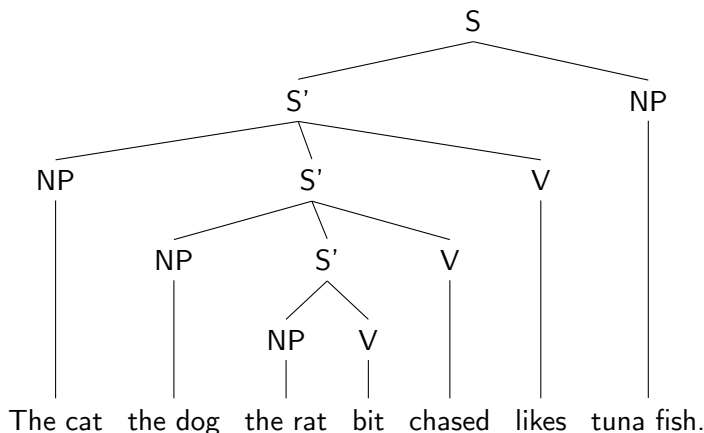 S
S' NP
NP S' V
NP S' V
NP V
The cat the dog the rat bit chased likes tuna fish.